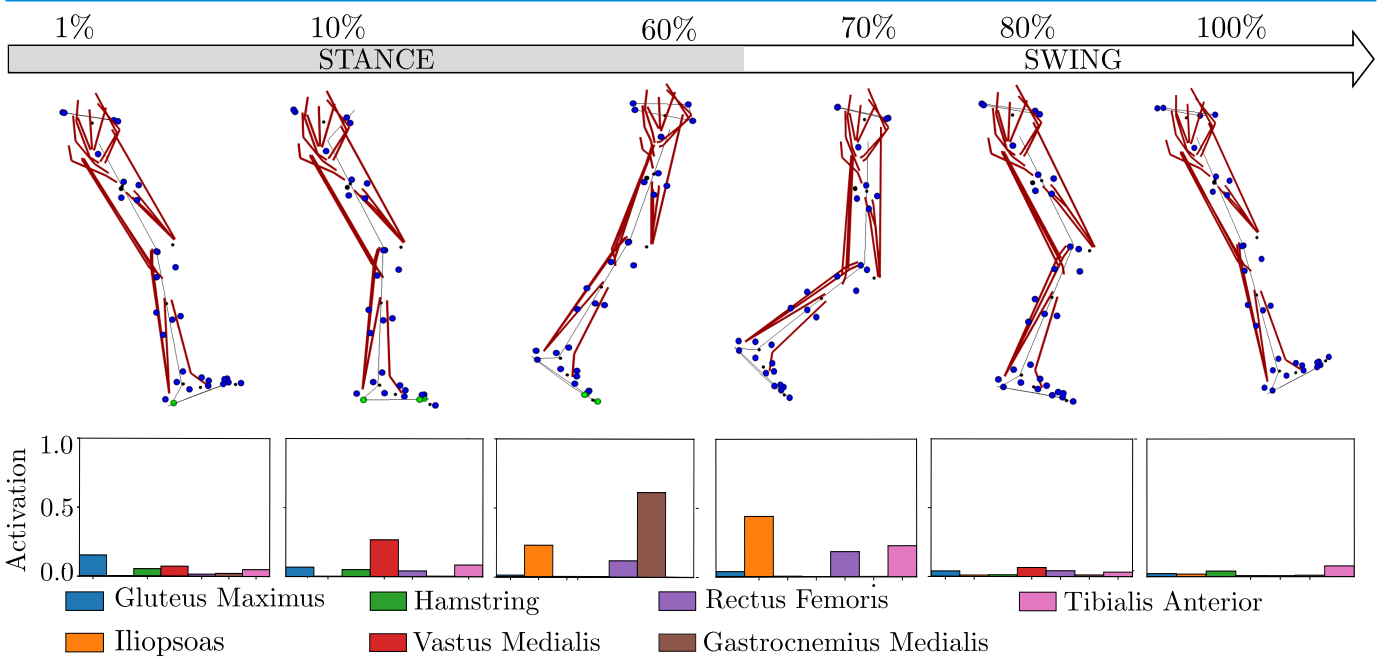 1% 10% 60% 70% 80% 100%
STANCE SWING
Activation
1.0
0.5
0.0
Gluteus Maximus Hamstring Rectus Femoris Tibialis Anterior
Iliopsoas Vastus Medialis Gastrocnemius Medialis